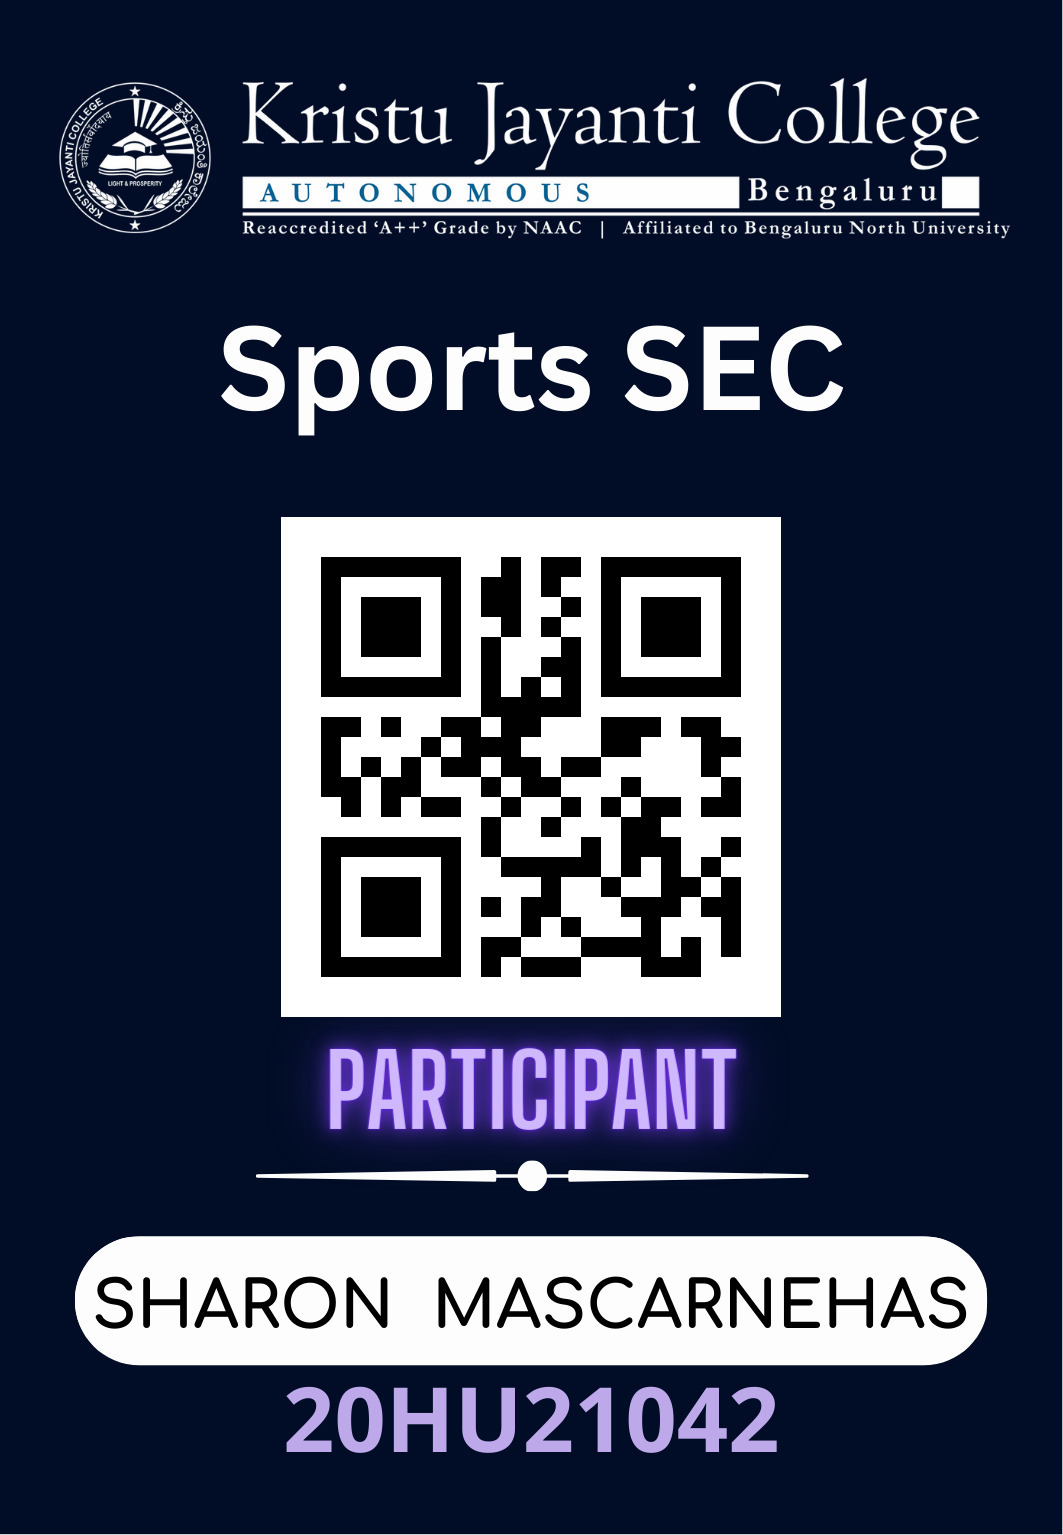 KRISTU JAYANTI COLLEGE
ಕ್ರಿಸ್ತು ಜಯಂತಿ ಕಾಲೇಜು
LIGHT & PROSPERITY
Kristu Jayanti College
AUTONOMOUS Bengaluru
Reaccredited ‘A++’ Grade by NAAC | Affiliated to Bengaluru North University
Sports SEC
PARTICIPANT
SHARON MASCARNEHAS
20HU21042